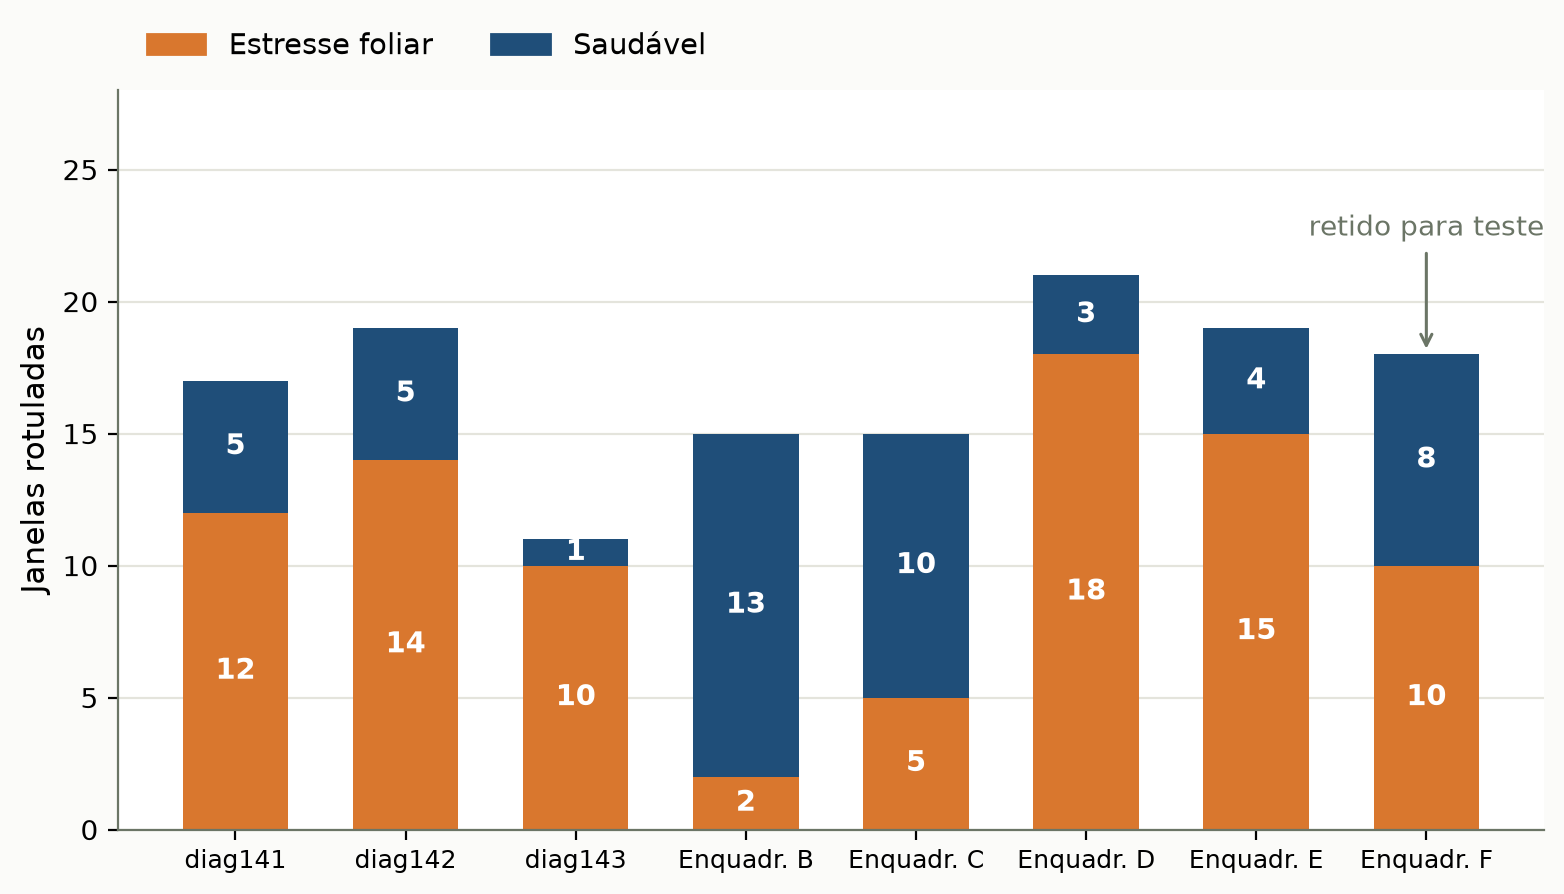 Estresse foliar
Saudável
Janelas rotuladas
25
20
15
10
5
0
retido para teste
5
12
5
14
1
10
13
2
10
5
3
18
4
15
8
10
diag141
diag142
diag143
Enquadr. B
Enquadr. C
Enquadr. D
Enquadr. E
Enquadr. F